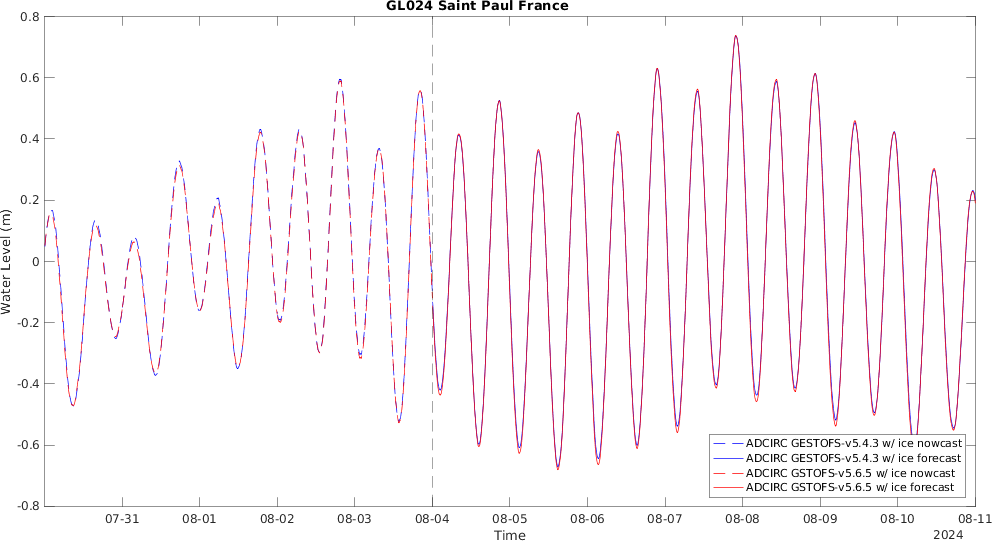 GL024 Saint Paul France
0.8
0.6
0.4
0.2
0
-0.2
-0.4
-0.6
-0.8
Water Level (m)
ADCIRC GESTOFS-v5.4.3 w/ ice nowcast
ADCIRC GESTOFS-v5.4.3 w/ ice forecast
ADCIRC GSTOFS-v5.6.5 w/ ice nowcast
ADCIRC GSTOFS-v5.6.5 w/ ice forecast
07-31 08-01 08-02 08-03 08-04 08-05 08-06 08-07 08-08 08-09 08-10 08-11
Time
2024